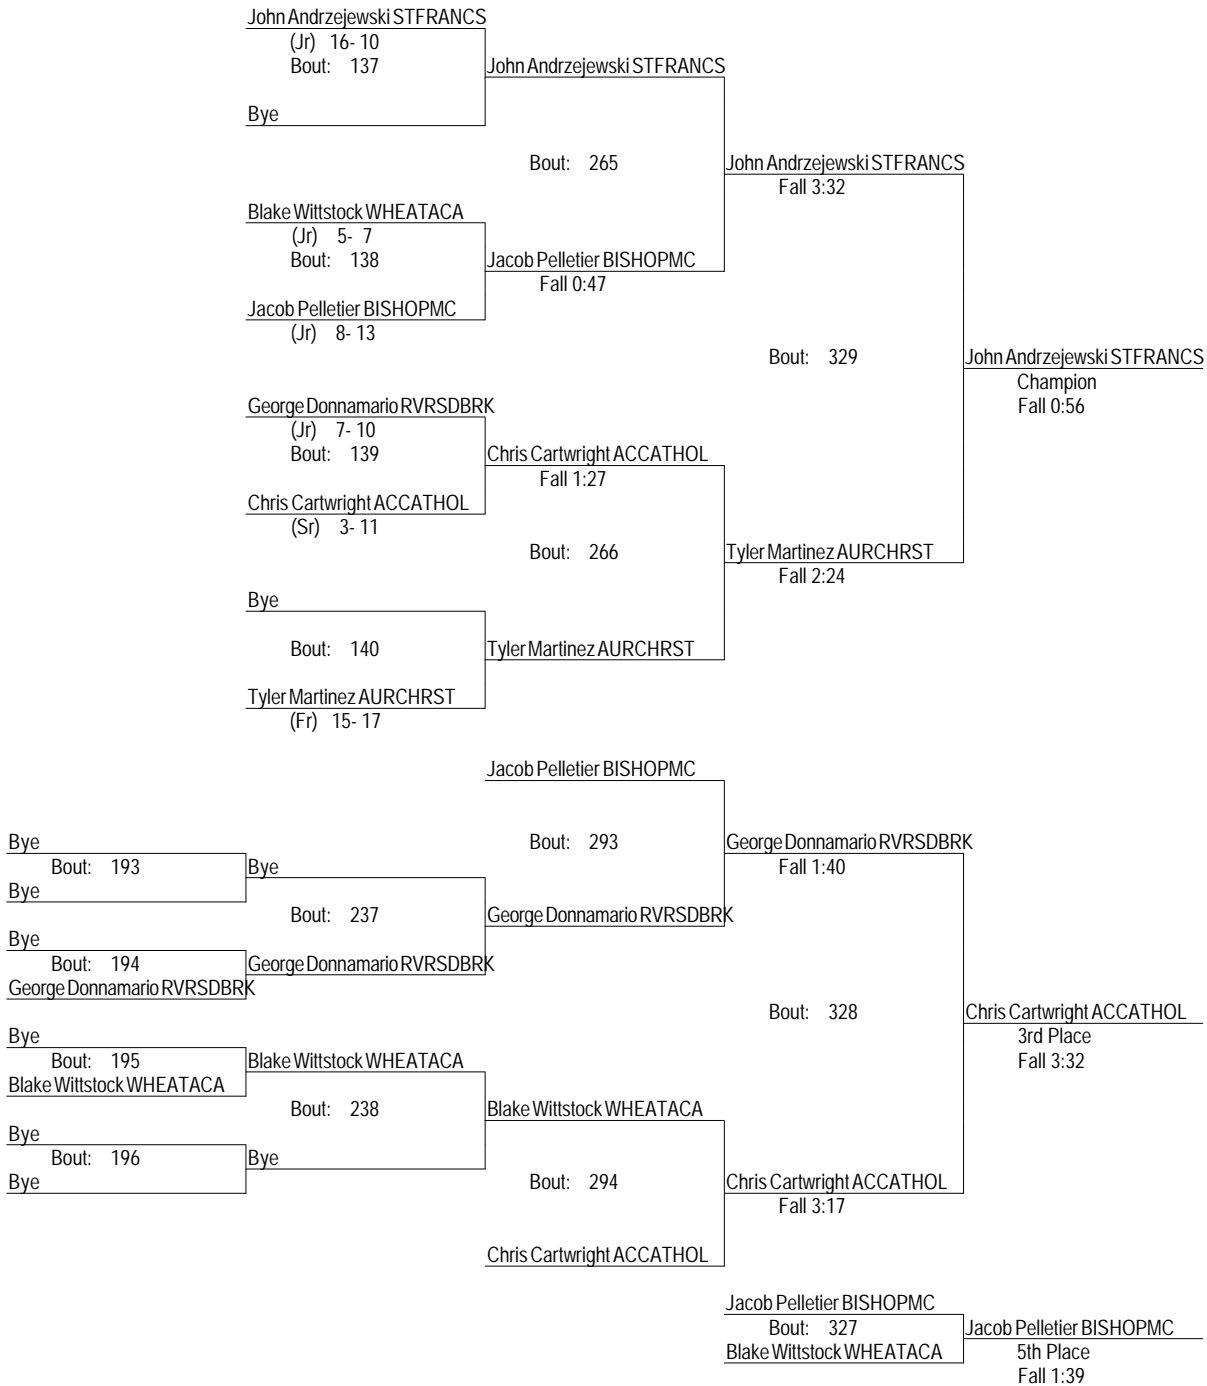 John Andrzejewski STFRANCS
(Jr) 16- 10
Bout: 137
John Andrzejewski STFRANCS
Bye
Bout: 265
John Andrzejewski STFRANCS
Fall 3:32
Blake Wittstock WHEATACA
(Jr) 5- 7
Bout: 138
Jacob Pelletier BISHOPMC
Fall 0:47
Jacob Pelletier BISHOPMC
(Jr) 8- 13
Bout: 329
John Andrzejewski STFRANCS
Champion
Fall 0:56
George Donnamario RVRSDBRK
(Jr) 7- 10
Bout: 139
Chris Cartwright ACCATHOL
Fall 1:27
Chris Cartwright ACCATHOL
(Sr) 3- 11
Bout: 266
Tyler Martinez AURCHRST
Fall 2:24
Bye
Bout: 140
Tyler Martinez AURCHRST
Tyler Martinez AURCHRST
(Fr) 15- 17
Jacob Pelletier BISHOPMC
Bye
Bout: 293
George Donnamario RVRSDBRK
Bout: 193
Bye
Fall 1:40
Bye
Bout: 237
George Donnamario RVRSDBRK
Bye
Bout: 194
George Donnamario RVRSDBRK
George Donnamario RVRSDBRK
Bout: 328
Chris Cartwright ACCATHOL
3rd Place
Fall 3:32
Bye
Bout: 195
Blake Wittstock WHEATACA
Blake Wittstock WHEATACA
Bout: 238
Blake Wittstock WHEATACA
Bye
Bout: 196
Bye
Bye
Bout: 294
Chris Cartwright ACCATHOL
Fall 3:17
Chris Cartwright ACCATHOL
Jacob Pelletier BISHOPMC
Bout: 327
Jacob Pelletier BISHOPMC
Blake Wittstock WHEATACA
5th Place
Fall 1:39